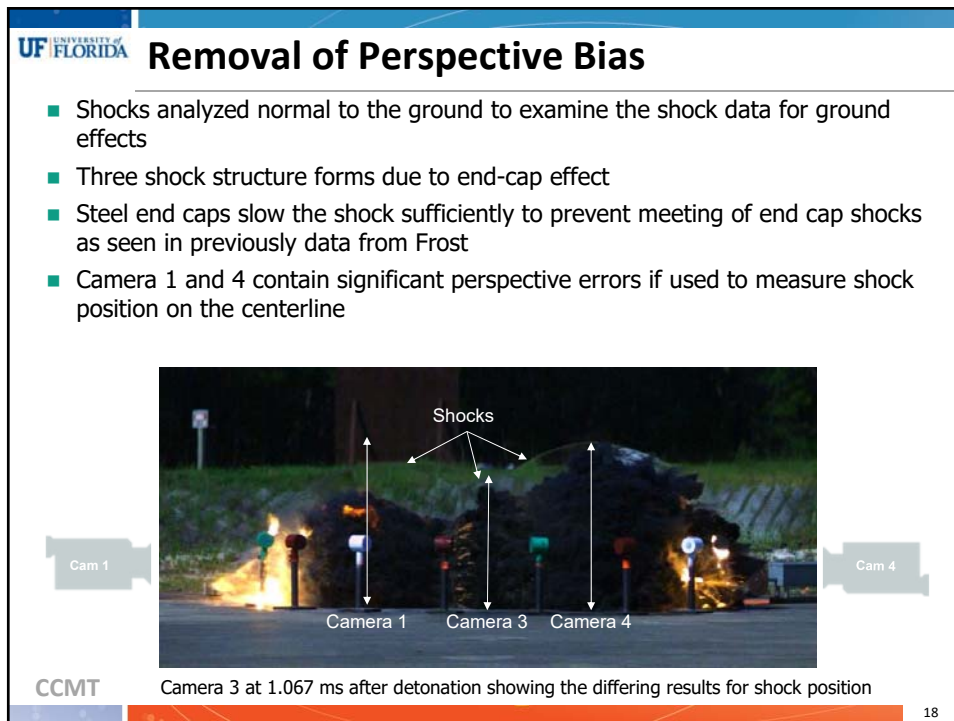 UF UNIVERSITY of
FLORIDA
Removal of Perspective Bias
Shocks analyzed normal to the ground to examine the shock data for ground
effects
Three shock structure forms due to end-cap effect
Steel end caps slow the shock sufficiently to prevent meeting of end cap shocks
as seen in previously data from Frost
Camera 1 and 4 contain significant perspective errors if used to measure shock
position on the centerline
Shocks
Cam 1
Cam 4
Camera 1 Camera 3 Camera 4
CCMT
Camera 3 at 1.067 ms after detonation showing the differing results for shock position
18